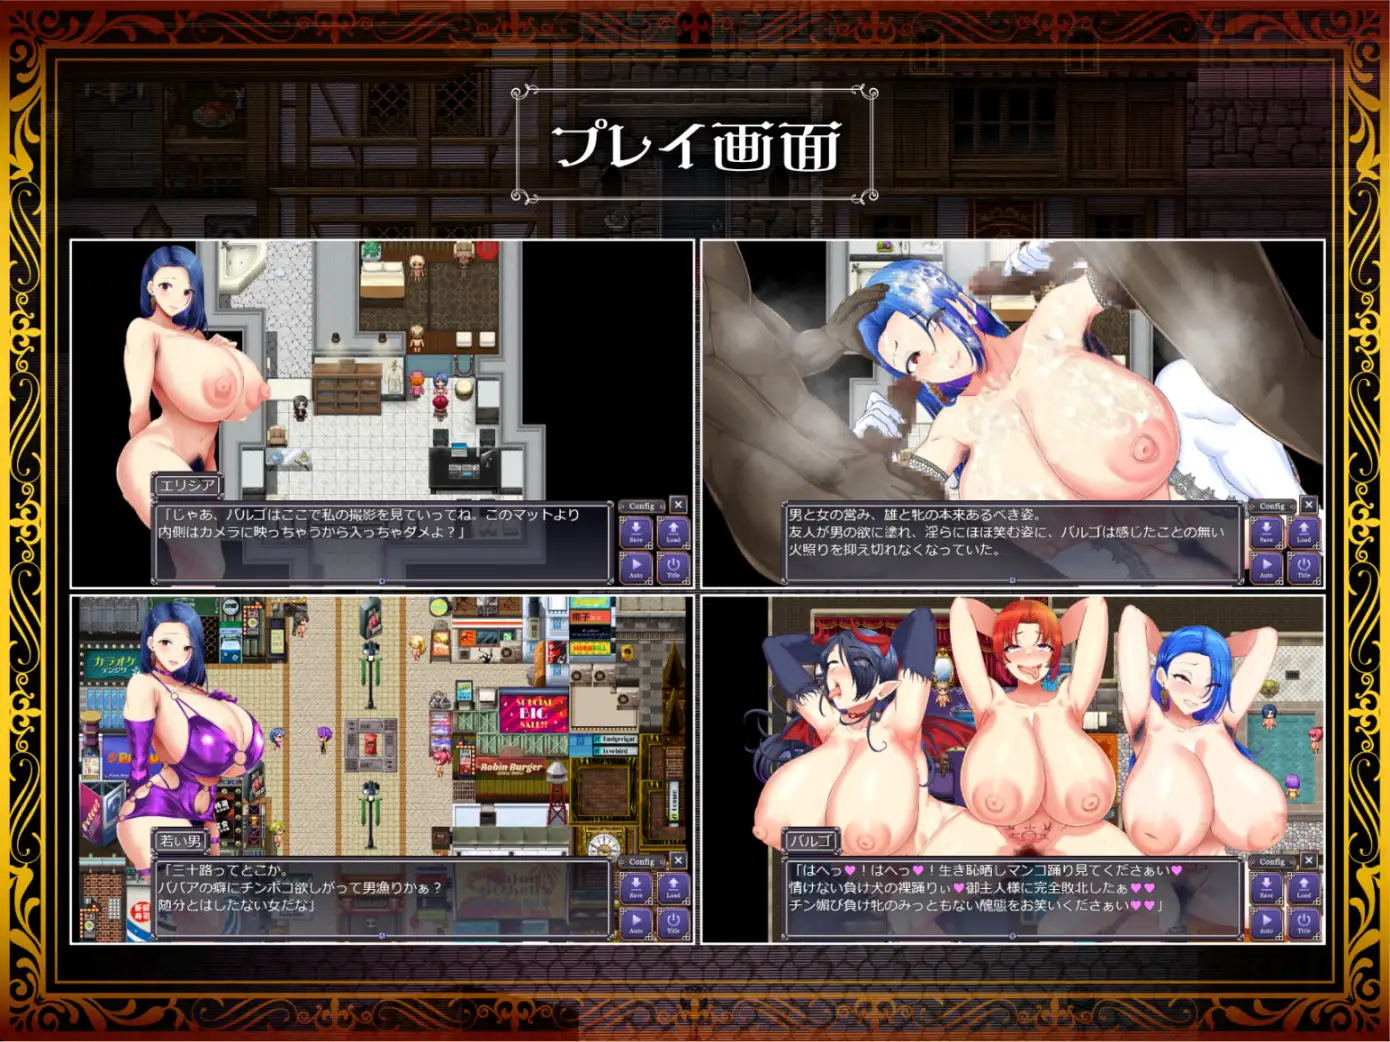 プレイ画面
エリシア
「じゃあ、バルゴはここで私の撮影を見ていってね。このマットより
内側はカメラに映っちゃうから入っちゃダメよ？」
Config
Save
Load
Auto
Title
男と女の営み、雄と牝の本来あるべき姿。
友人が男の欲に塗れ、淫らにほほ笑む姿に、バルゴは感じたことの無い
火照りを抑え切れなくなっていた。
Config
Save
Load
Auto
Title
カラオケ
SPECIAL
BIG
SALE!!
Robin Burger
若い男
「三十路ってとこか。
ババアの癖にチンポコ欲しがって男漁りかぁ？
随分とはしたない女だな」
Config
Save
Load
Auto
Title
バルゴ
「はへっ♥！はへっ♥！生き恥晒しマンコ踊り見てくださぁい♥
情けない負け犬の裸踊りぃ♥御主人様に完全敗北したぁ♥♥
チン媚び負け牝のみっともない醜態をお笑いくださぁい♥♥」
Config
Save
Load
Auto
Title